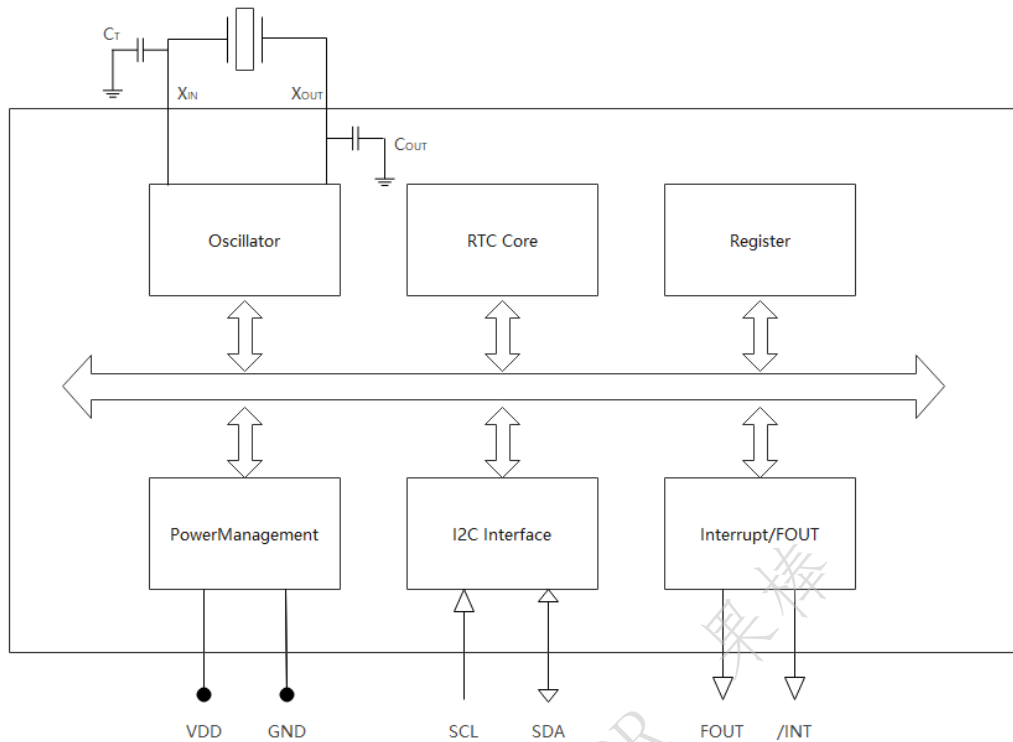 CT
XIN XOUT
COUT
Oscillator RTC Core Register
PowerManagement I2C Interface Interrupt/FOUT
果棒
VDD GND SCL SDA FOUT /INT